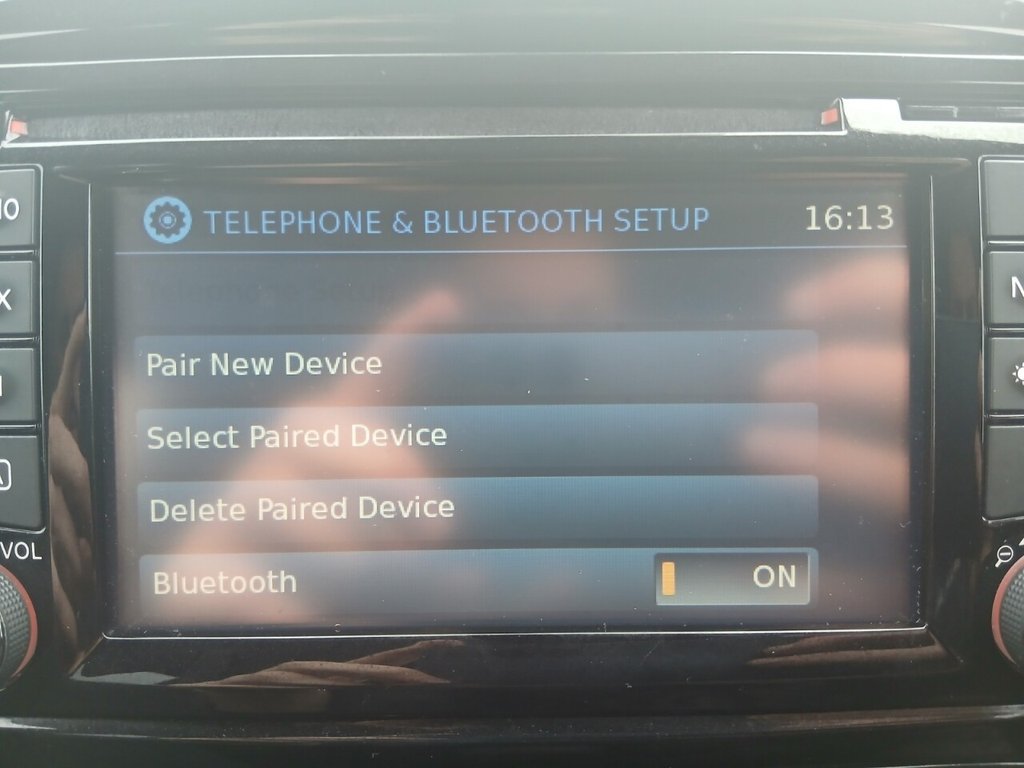 TELEPHONE & BLUETOOTH SETUP 16:13
Pair New Device
Select Paired Device
Delete Paired Device
Bluetooth ON
VOL